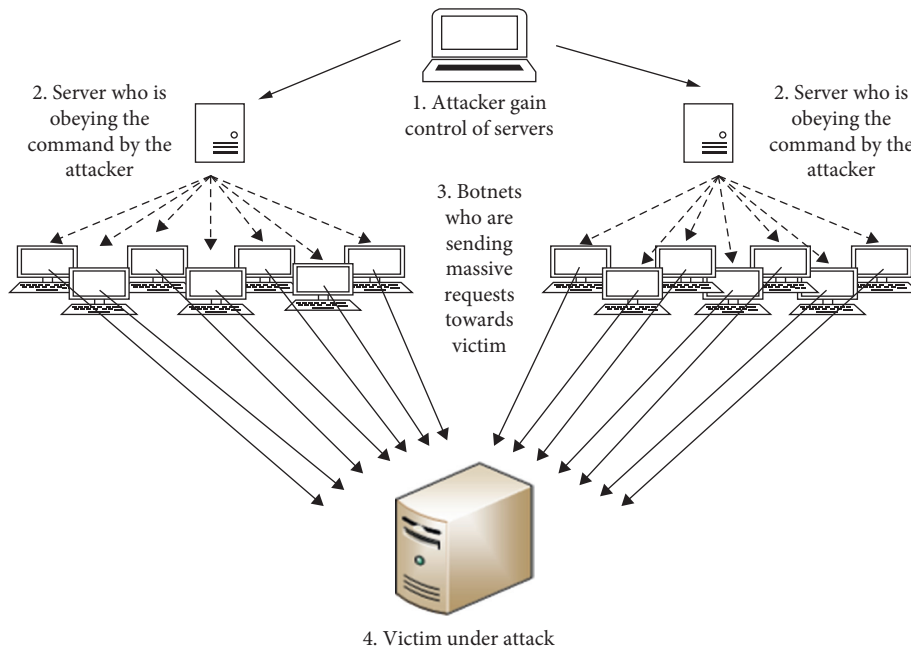 1. Attacker gain
control of servers
2. Server who is
obeying the
command by the
attacker
2. Server who is
obeying the
command by the
attacker
3. Botnets
who are
sending
massive
requests
towards
victim
4. Victim under attack